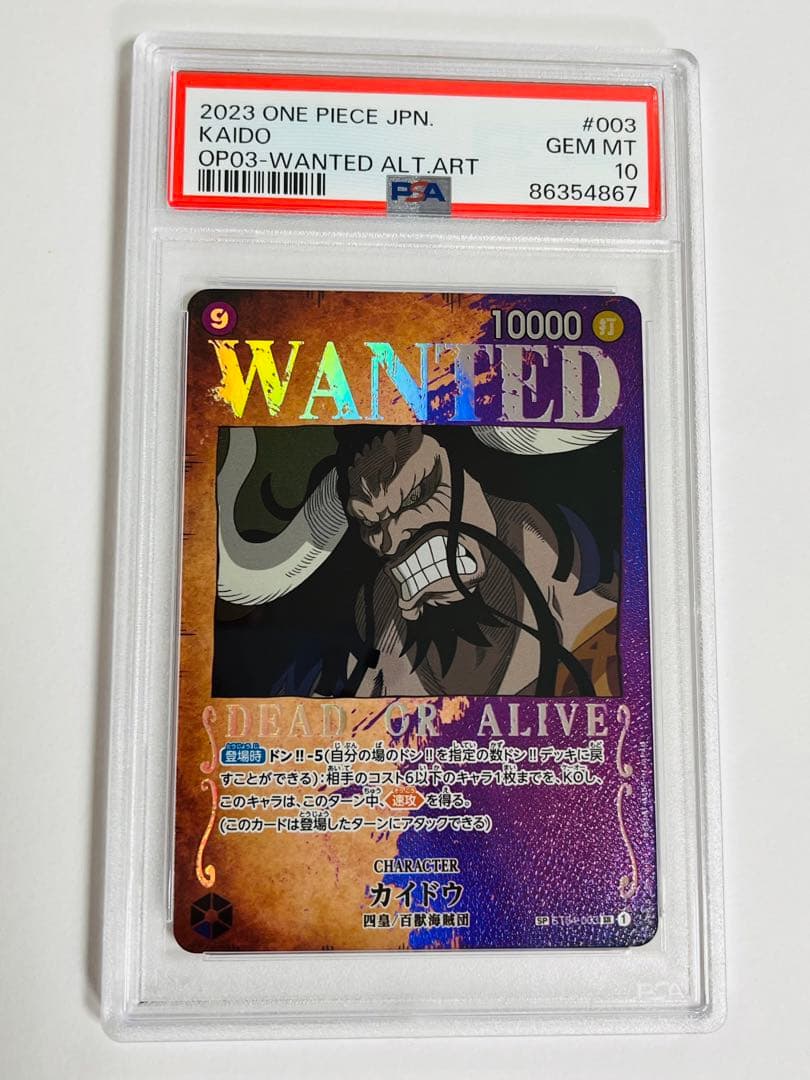 2023 ONE PIECE JPN.
#003
KAIDO
GEM MT
OP03-WANTED ALT.ART
10
PSA
86354867
9
10000
打
WANTED
DEAD OR ALIVE
登場時 ドン!!-5(自分の場のドン!!を指定の数ドン!!デッキに戻
すことができる):相手のコスト6以下のキャラ1枚までを、KOし、
このキャラは、このターン中、速攻を得る。
(このカードは登場したターンにアタックできる)
CHARACTER
カイドウ
四皇/百獣海賊団
SP ST04-003 SR 1
PSA